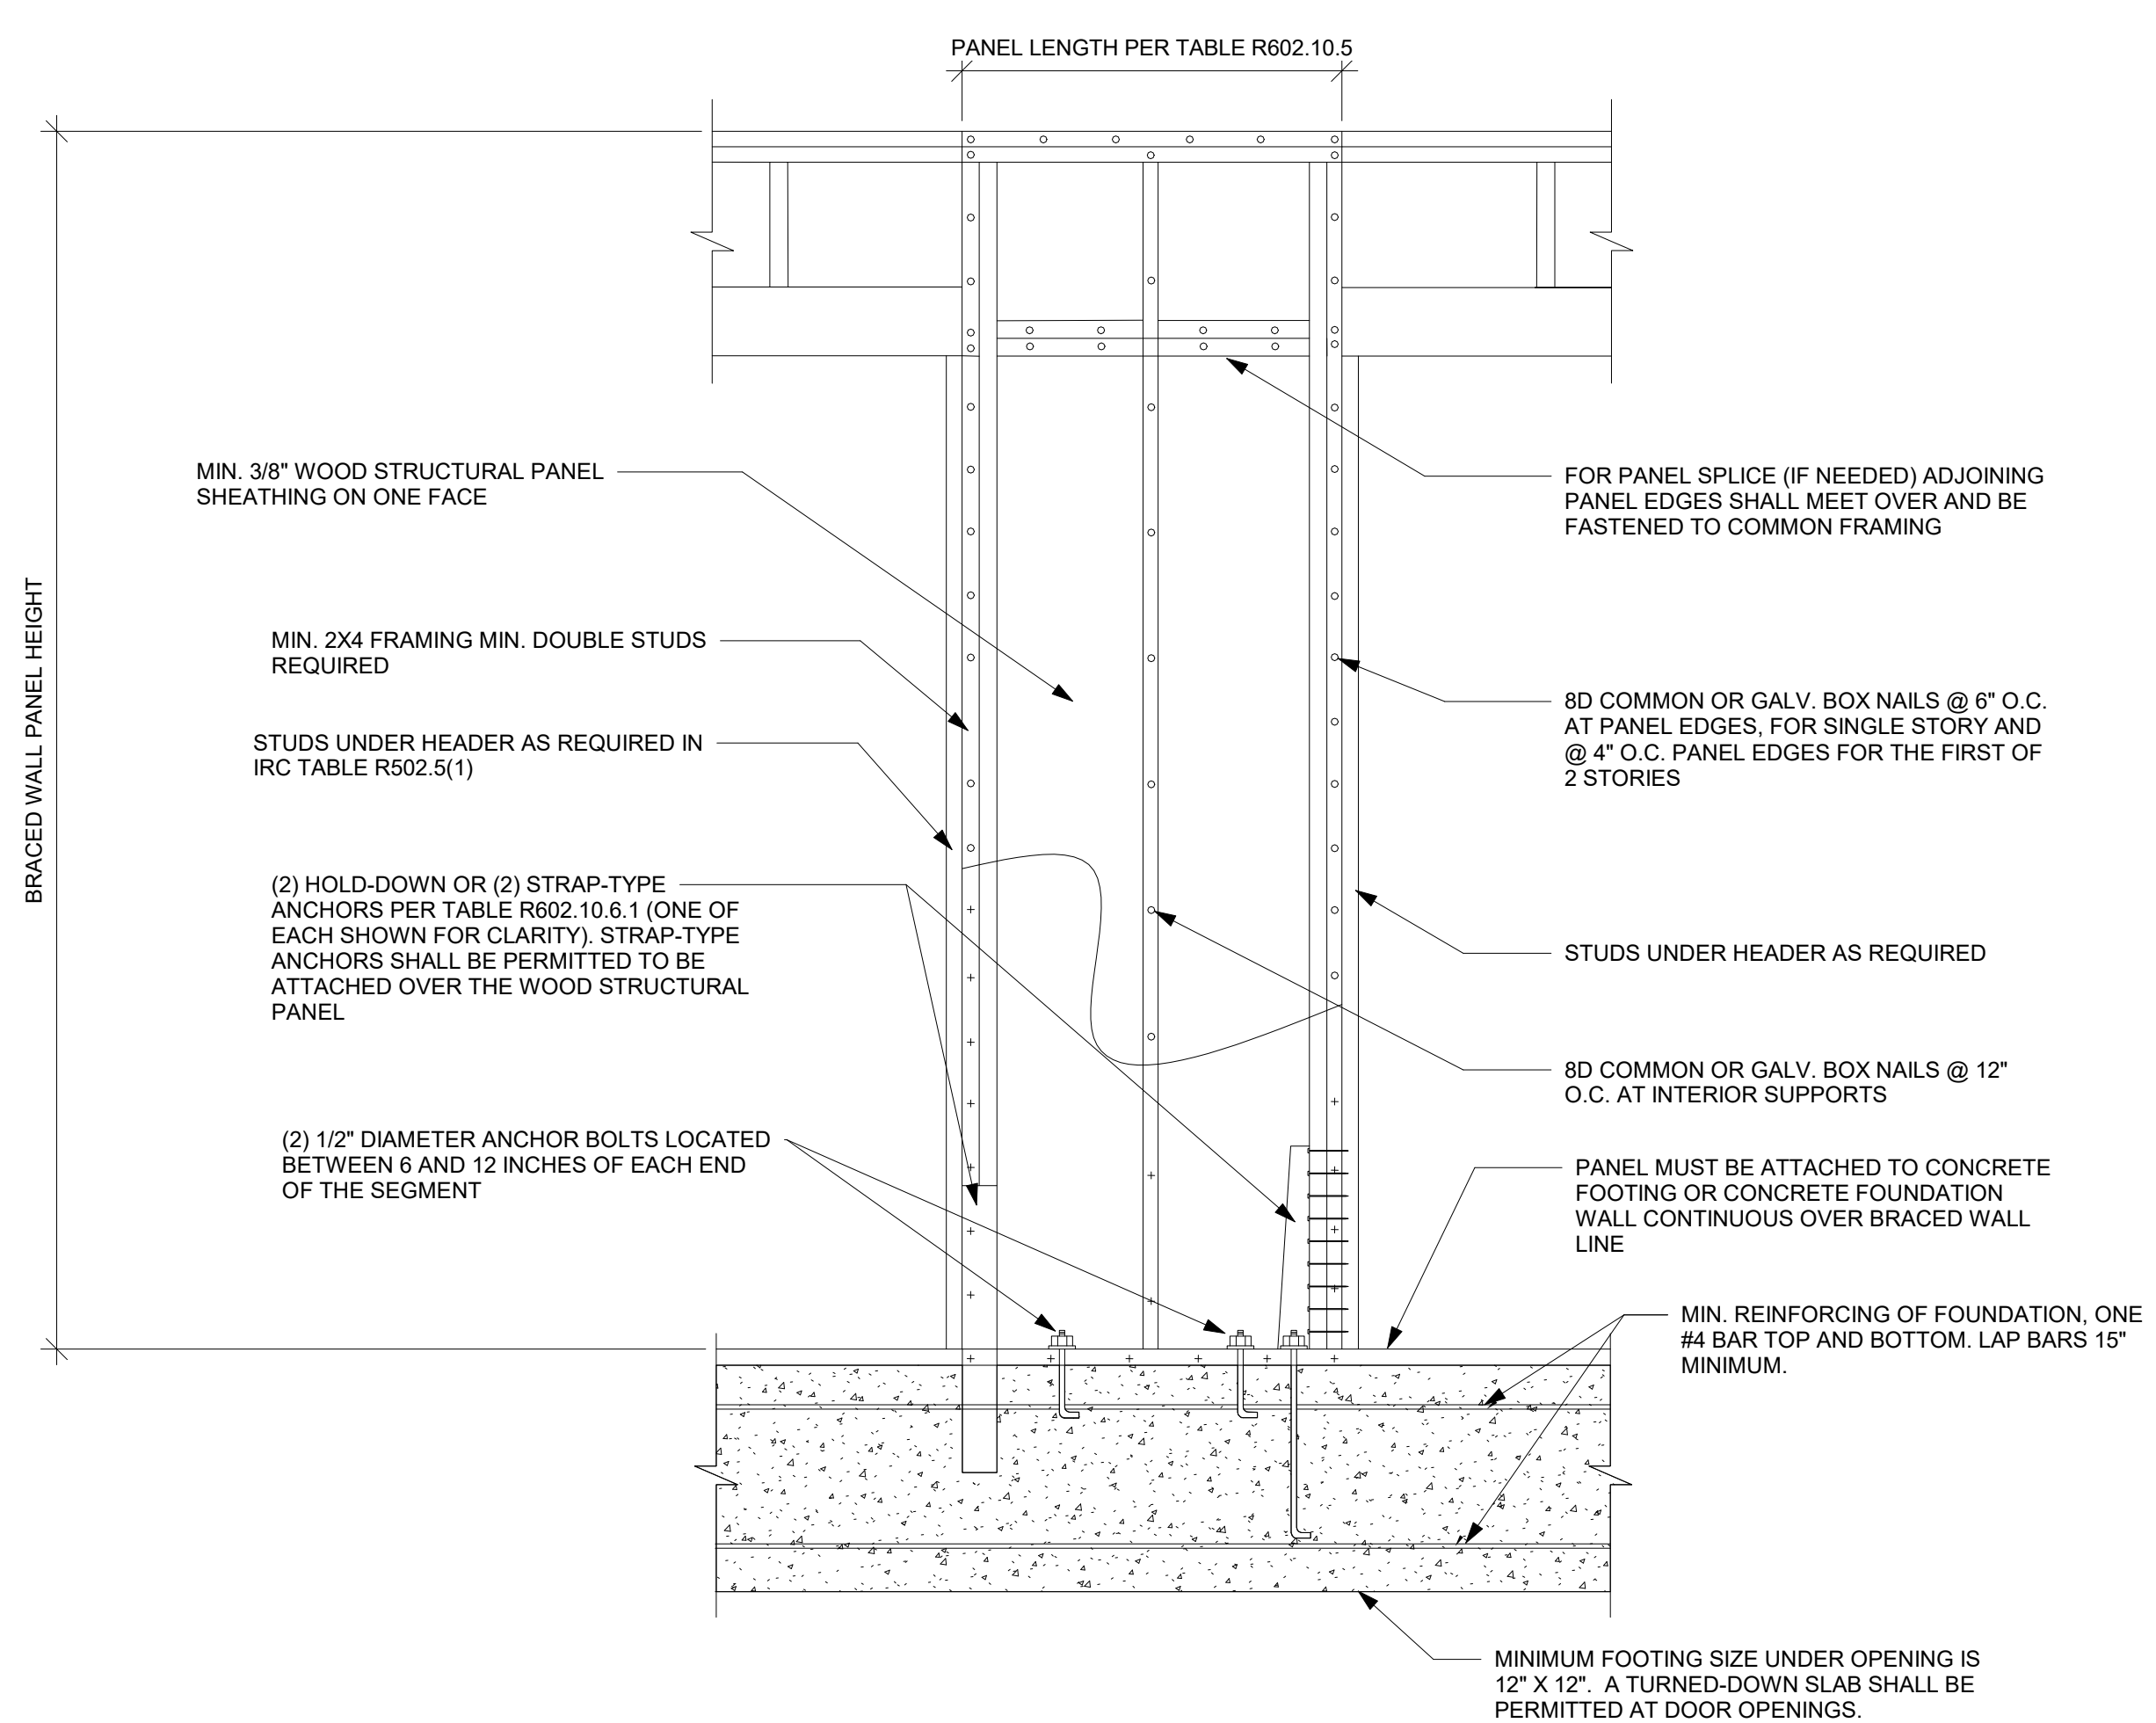 PANEL LENGTH PER TABLE R602.10.5
BRACED WALL PANEL HEIGHT
MIN. 3/8" WOOD STRUCTURAL PANEL
SHEATHING ON ONE FACE
MIN. 2X4 FRAMING MIN. DOUBLE STUDS
REQUIRED
STUDS UNDER HEADER AS REQUIRED IN
IRC TABLE R502.5(1)
(2) HOLD-DOWN OR (2) STRAP-TYPE
ANCHORS PER TABLE R602.10.6.1 (ONE OF
EACH SHOWN FOR CLARITY). STRAP-TYPE
ANCHORS SHALL BE PERMITTED TO BE
ATTACHED OVER THE WOOD STRUCTURAL
PANEL
(2) 1/2" DIAMETER ANCHOR BOLTS LOCATED
BETWEEN 6 AND 12 INCHES OF EACH END
OF THE SEGMENT
FOR PANEL SPLICE (IF NEEDED) ADJOINING
PANEL EDGES SHALL MEET OVER AND BE
FASTENED TO COMMON FRAMING
8D COMMON OR GALV. BOX NAILS @ 6" O.C.
AT PANEL EDGES, FOR SINGLE STORY AND
@ 4" O.C. PANEL EDGES FOR THE FIRST OF
2 STORIES
STUDS UNDER HEADER AS REQUIRED
8D COMMON OR GALV. BOX NAILS @ 12"
O.C. AT INTERIOR SUPPORTS
PANEL MUST BE ATTACHED TO CONCRETE
FOOTING OR CONCRETE FOUNDATION
WALL CONTINUOUS OVER BRACED WALL
LINE
MIN. REINFORCING OF FOUNDATION, ONE
#4 BAR TOP AND BOTTOM. LAP BARS 15"
MINIMUM.
MINIMUM FOOTING SIZE UNDER OPENING IS
12" X 12". A TURNED-DOWN SLAB SHALL BE
PERMITTED AT DOOR OPENINGS.